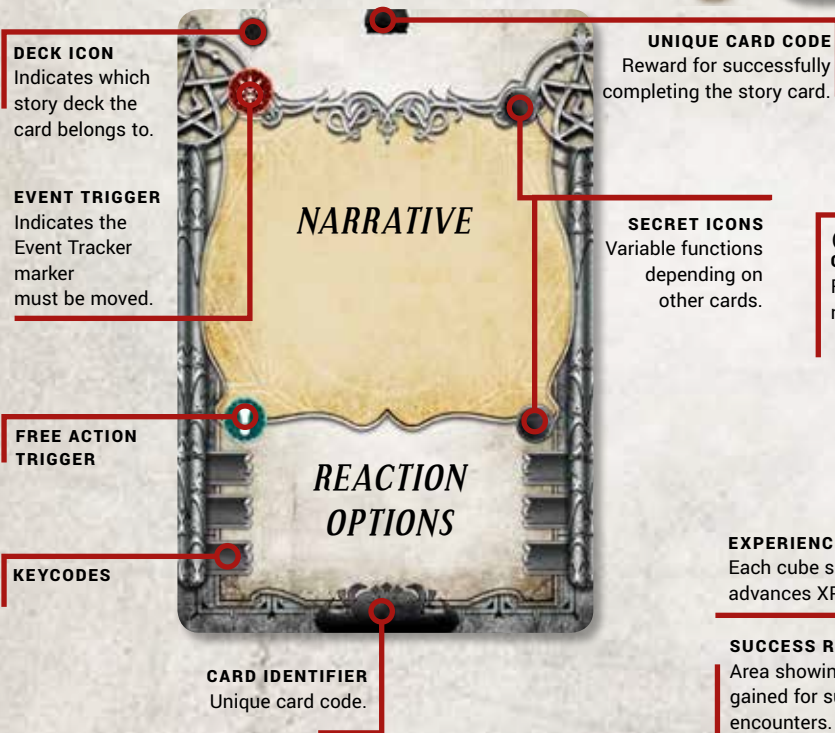 DECK ICON
Indicates which
story deck the
card belongs to.
EVENT TRIGGER
Indicates the
Event Tracker
marker
must be moved.
FREE ACTION
TRIGGER
KEYCODES
NARRATIVE
REACTION
OPTIONS
CARD IDENTIFIER
Unique card code.
UNIQUE CARD CODE
Reward for successfully
completing the story card.
SECRET ICONS
Variable functions
depending on
other cards.
EXPERIENC
Each cube s
advances XP
SUCCESS R
Area showin
gained for su
encounters.